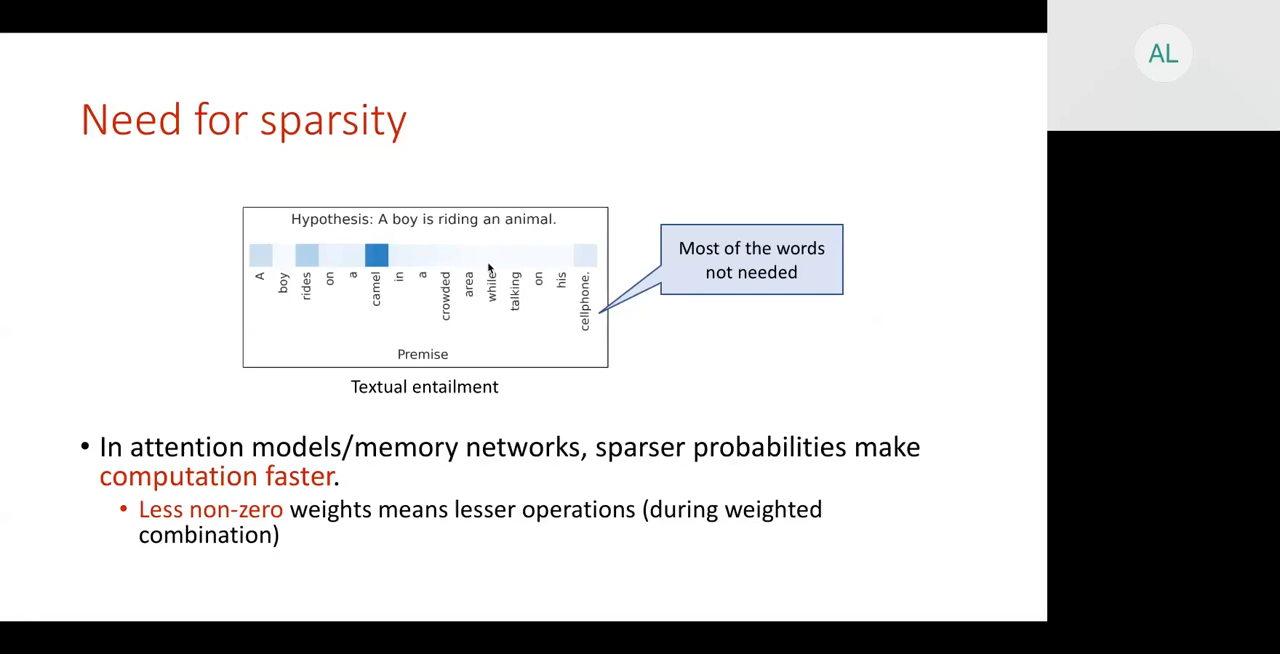 AL
Need for sparsity
Hypothesis: A boy is riding an animal.
A
boy
rides
on
a
camel
in
a
crowded
area
while
talking
on
his
cellphone.
Premise
Textual entailment
Most of the words
not needed
• In attention models/memory networks, sparser probabilities make
computation faster.
• Less non-zero weights means lesser operations (during weighted
combination)